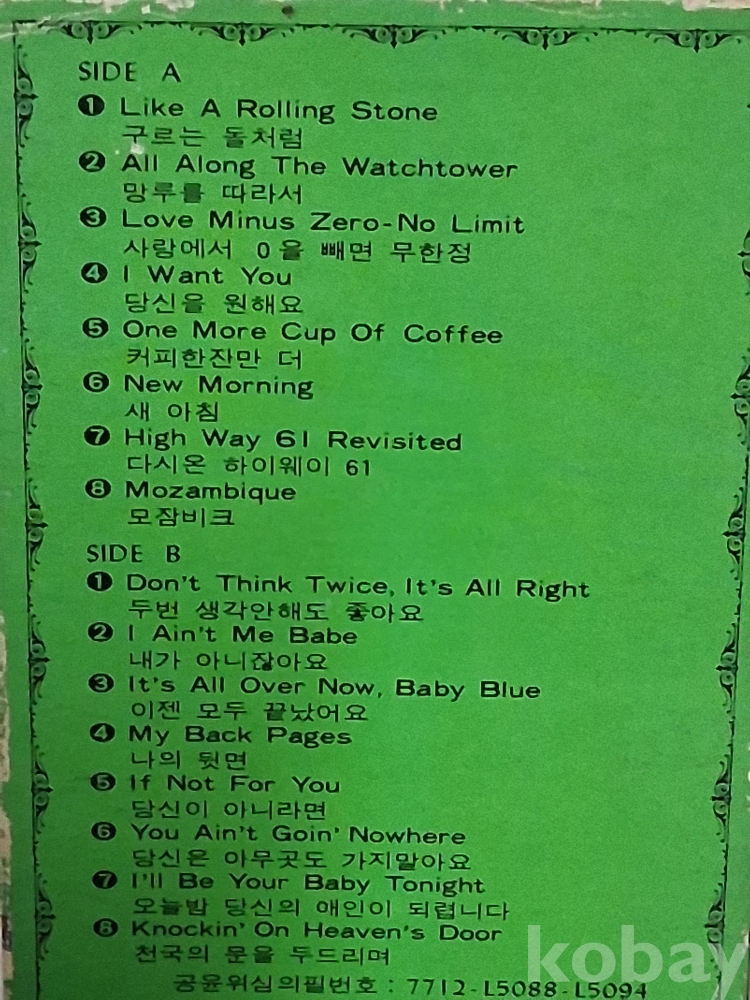 SIDE A
❶ Like A Rolling Stone
구르는 돌처럼
❷ All Along The Watchtower
망루를 따라서
❸ Love Minus Zero-No Limit
사랑에서 0을 빼면 무한정
❹ I Want You
당신을 원해요
❺ One More Cup Of Coffee
커피한잔만 더
❻ New Morning
새 아침
❼ High Way 61 Revisited
다시온 하이웨이 61
❽ Mozambique
모잠비크
SIDE B
❶ Don't Think Twice, It's All Right
두번 생각안해도 좋아요
❷ I Ain't Me Babe
내가 아니잖아요
❸ It's All Over Now, Baby Blue
이젠 모두 끝났어요
❹ My Back Pages
나의 뒷면
❺ If Not For You
당신이 아니라면
❻ You Ain't Goin' Nowhere
당신은 아무곳도 가지말아요
❼ I'll Be Your Baby Tonight
오늘밤 당신의 애인이 되렵니다
❽ Knockin' On Heaven's Door
천국의 문을 두드리며
공윤위심의필번호 : 7712-L5088-L5094
kobay